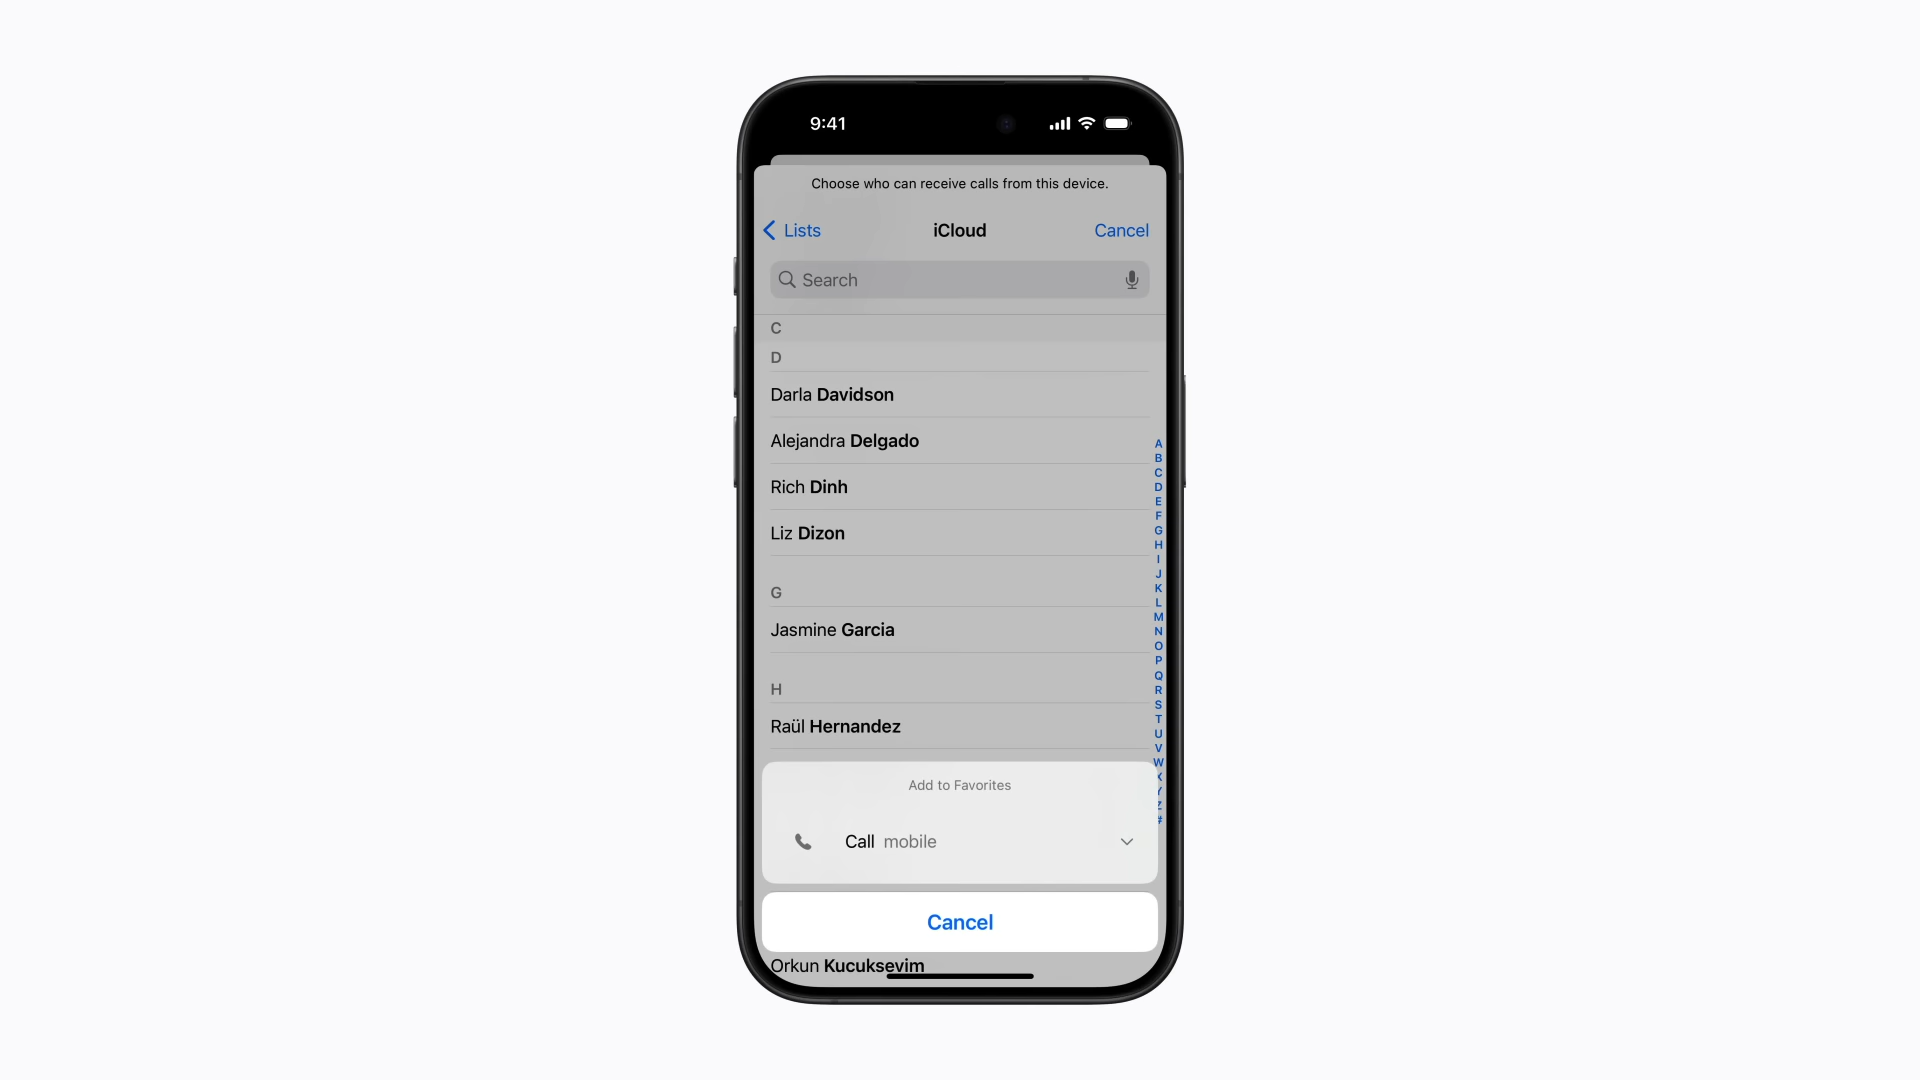 9:41
Choose who can receive calls from this device.
Lists iCloud Cancel
Search
C
D
Darla Davidson
Alejandra Delgado
Rich Dinh
Liz Dizon
G
Jasmine Garcia
H
Raül Hernandez
A
B
C
D
E
F
G
H
I
J
K
L
M
N
O
P
Q
R
S
T
U
V
W
X
Y
Z
#
Add to Favorites
Call mobile
Cancel
Orkun Kucuksevim